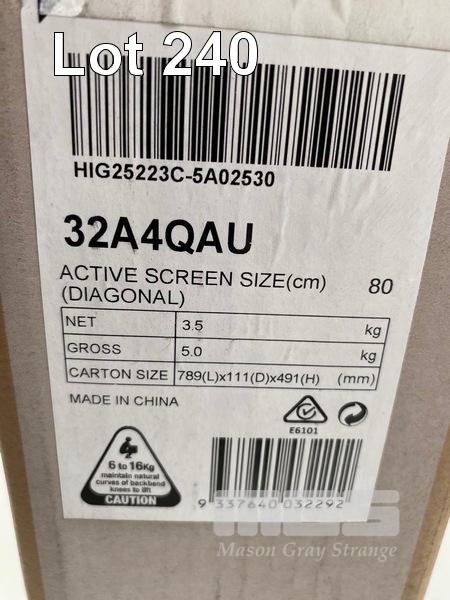 Lot 240
HIG25223C-5A02530
32A4QAU
ACTIVE SCREEN SIZE(cm) 80
(DIAGONAL)
NET 3.5 kg
GROSS 5.0 kg
CARTON SIZE 789(L)x111(D)x491(H) (mm)
MADE IN CHINA
E6101
6 to 16Kg
maintain natural
curves of backbend
knees to lift
CAUTION
9 337640 032292
MGS
Mason Gray Strange